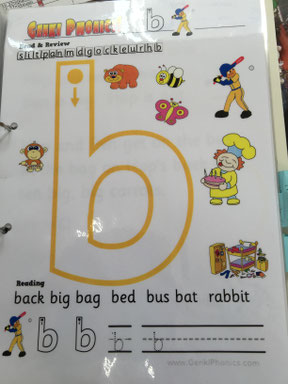 Genki Phonics b
Read & Review
s i t p a n m d g o c k e u r h b
b
Reading
back big bag bed bus bat rabbit
b b b b
www.GenkiPhonics.com